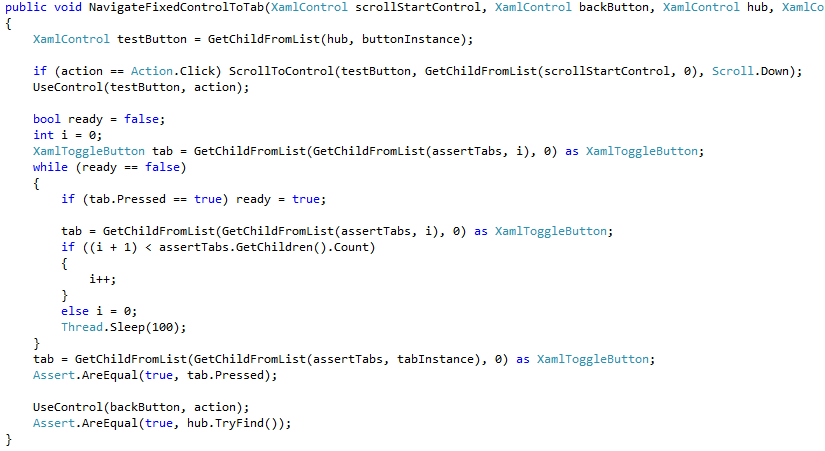 public void NavigateFixedControlToTab(XamlControl scrollStartControl, XamlControl backButton, XamlControl hub, XamlCo
{
XamlControl testButton = GetChildFromList(hub, buttonInstance);
if (action == Action.Click) ScrollToControl(testButton, GetChildFromList(scrollStartControl, 0), Scroll.Down);
UseControl(testButton, action);
bool ready = false;
int i = 0;
XamlToggleButton tab = GetChildFromList(GetChildFromList(assertTabs, i), 0) as XamlToggleButton;
while (ready == false)
{
if (tab.Pressed == true) ready = true;
tab = GetChildFromList(GetChildFromList(assertTabs, i), 0) as XamlToggleButton;
if ((i + 1) < assertTabs.GetChildren().Count)
{
i++;
}
else i = 0;
Thread.Sleep(100);
}
tab = GetChildFromList(GetChildFromList(assertTabs, tabInstance), 0) as XamlToggleButton;
Assert.AreEqual(true, tab.Pressed);
UseControl(backButton, action);
Assert.AreEqual(true, hub.TryFind());
}